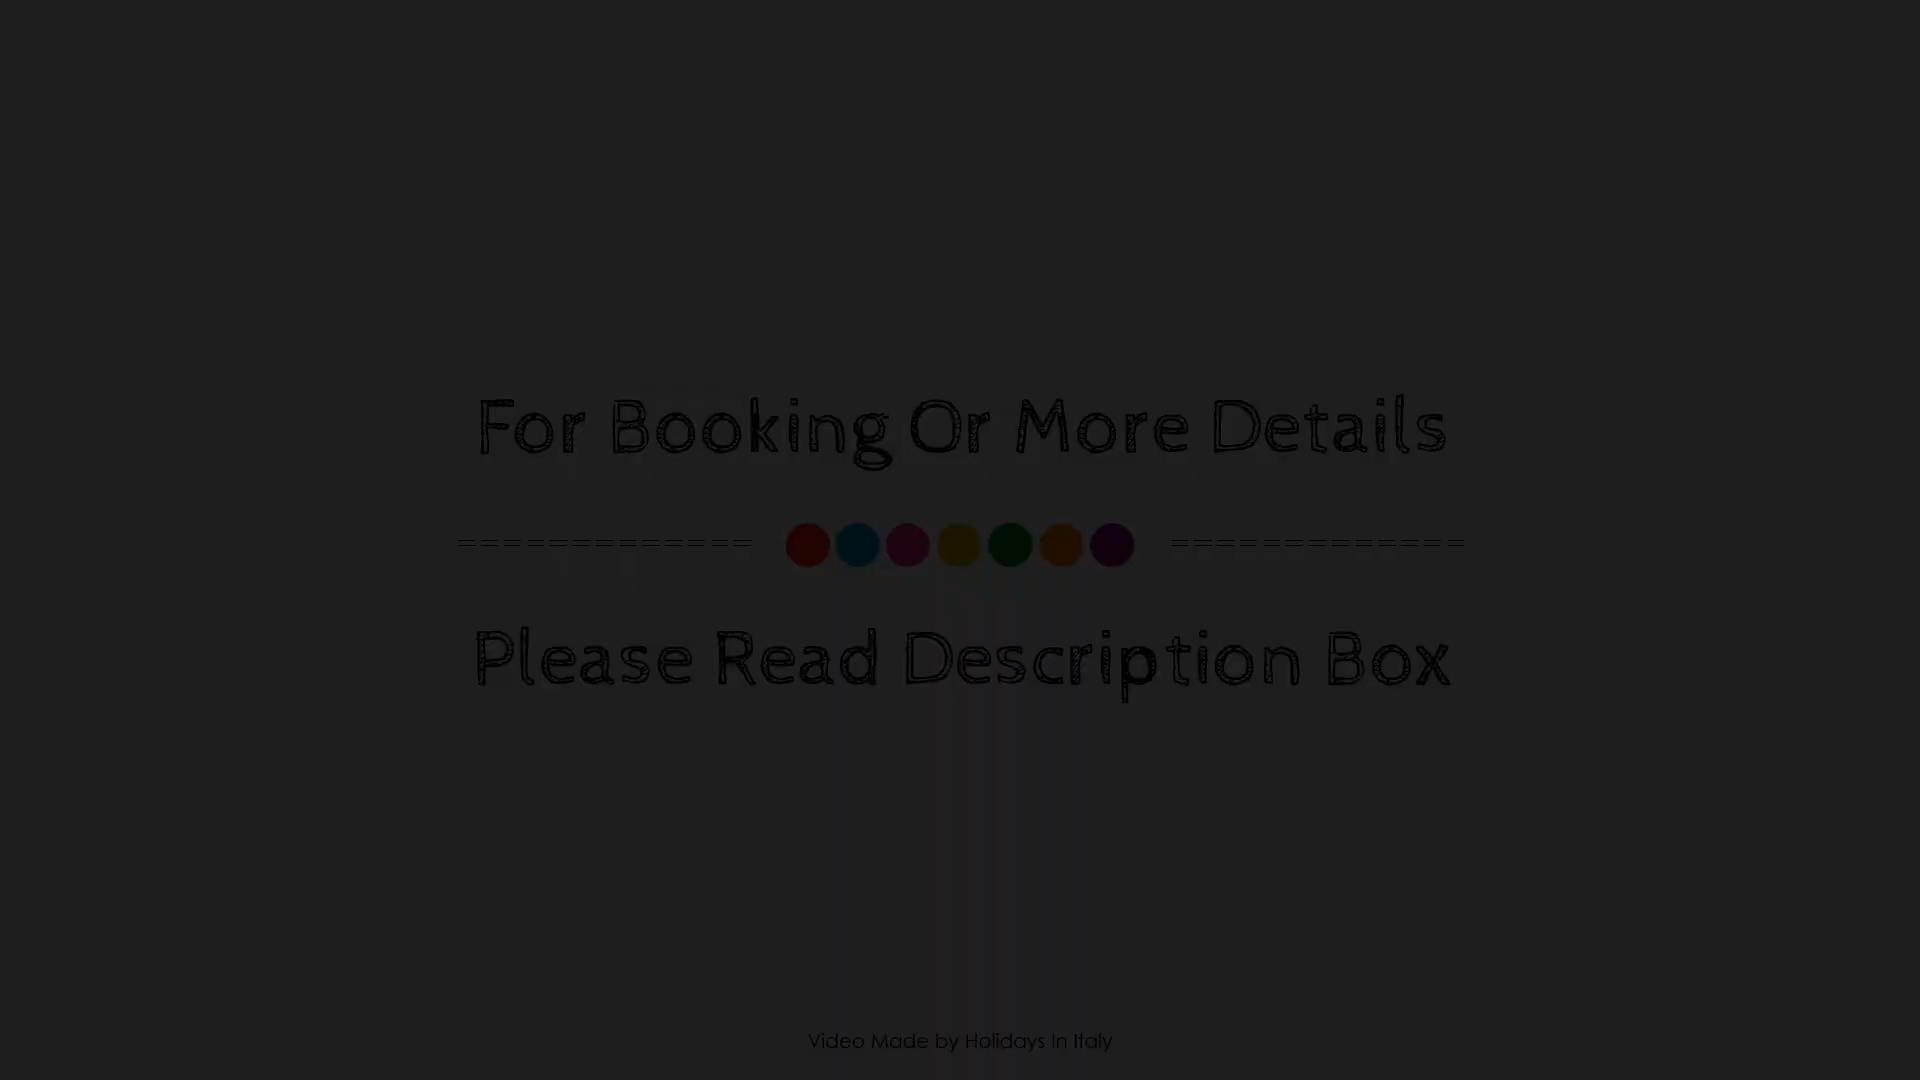 For Booking Or More Details
============= =============
Please Read Description Box
Video Made by Holidays In Italy